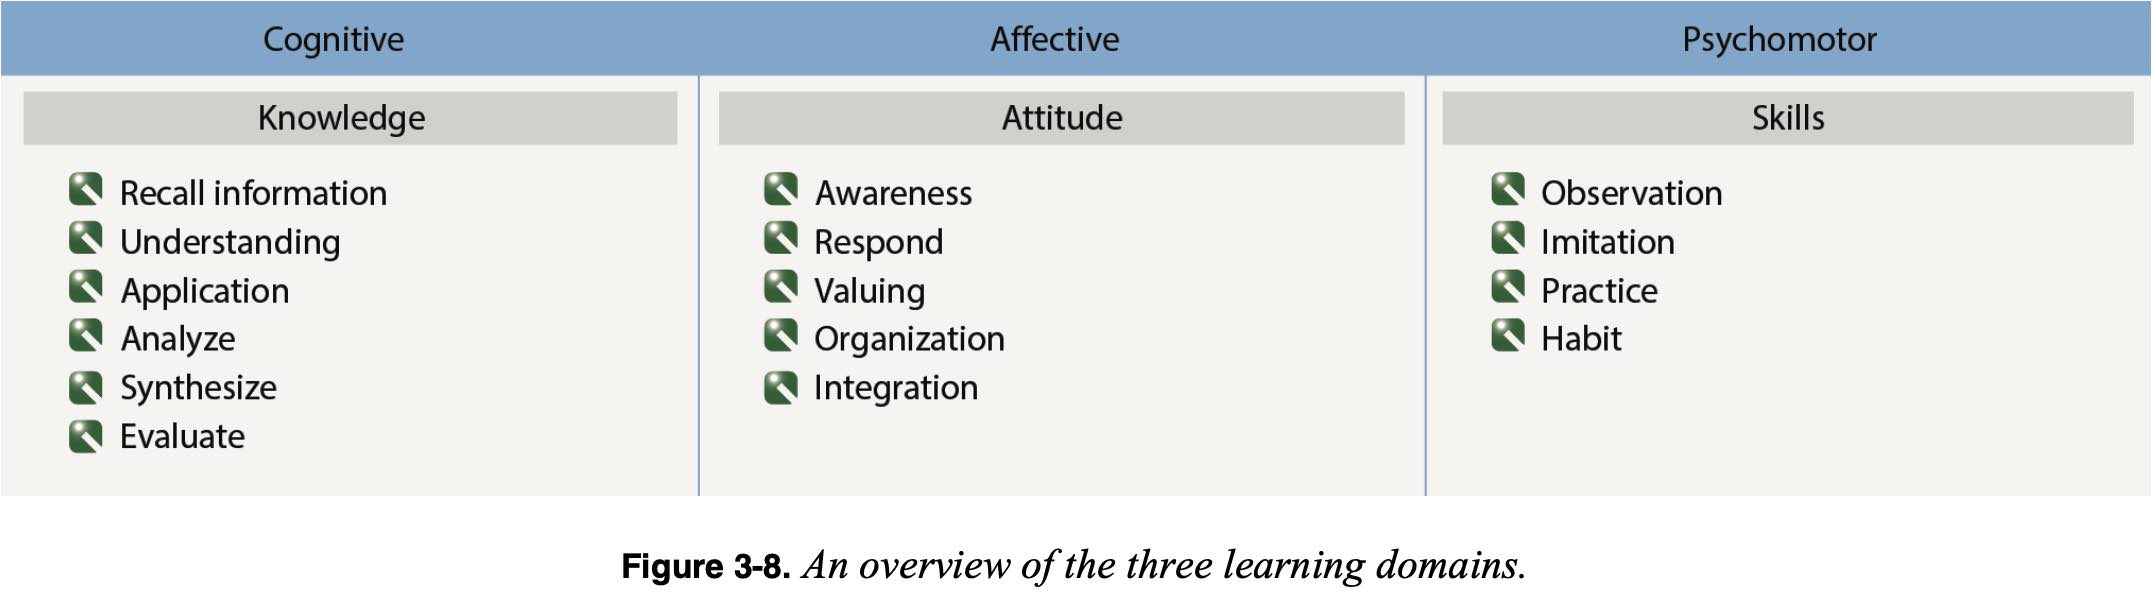 Cognitive
Affective
Psychomotor
Knowledge
Recall information
Understanding
Application
Analyze
Synthesize
Evaluate
Attitude
Awareness
Respond
Valuing
Organization
Integration
Skills
Observation
Imitation
Practice
Habit
Figure 3-8. An overview of the three learning domains.